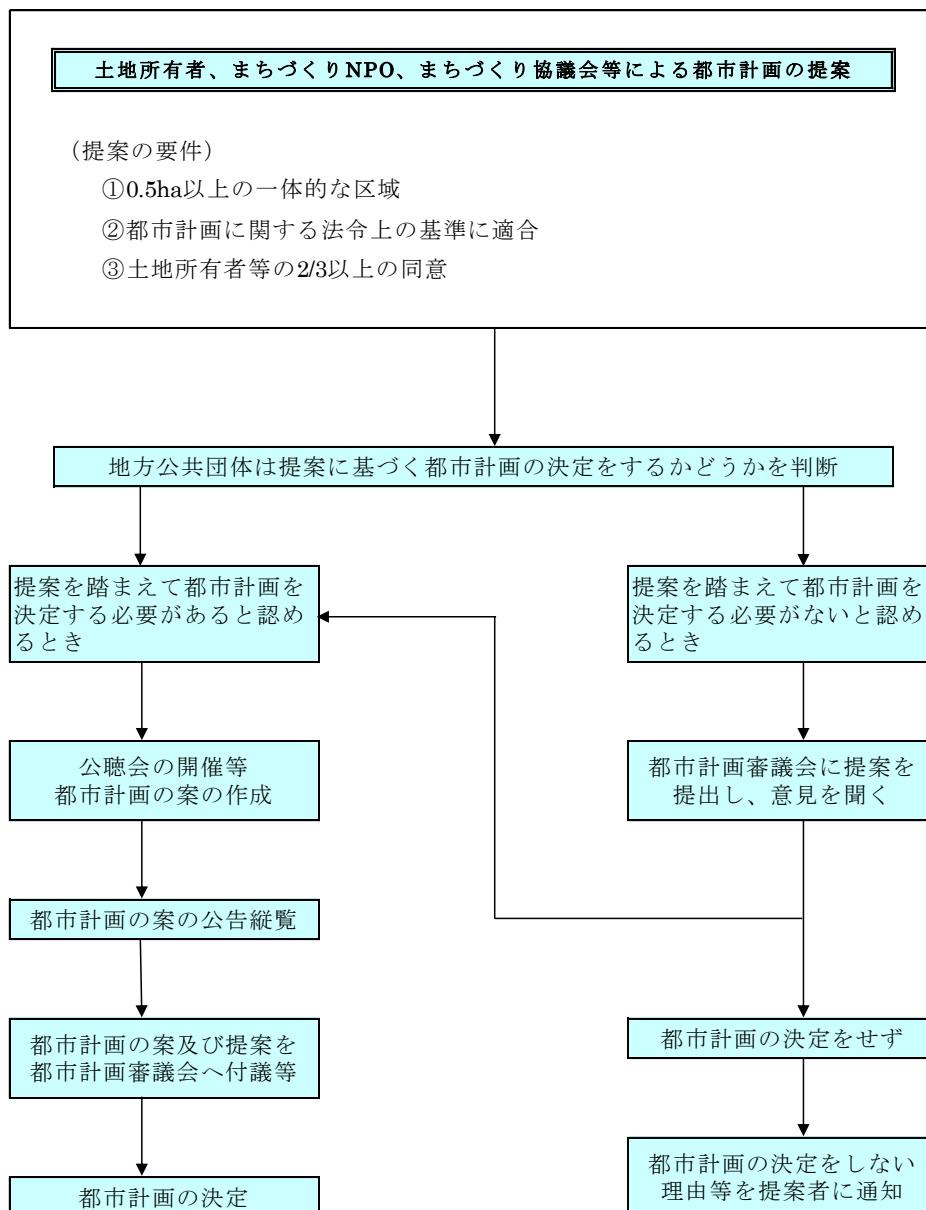 土地所有者、まちづくりNPO、まちづくり協議会等による都市計画の提案
（提案の要件）
①0.5ha以上の一体的な区域
②都市計画に関する法令上の基準に適合
③土地所有者等の2/3以上の同意
地方公共団体は提案に基づく都市計画の決定をするかどうかを判断
提案を踏まえて都市計画を
決定する必要があると認め
るとき
公聴会の開催等
都市計画の案の作成
都市計画の案の公告縦覧
都市計画の案及び提案を
都市計画審議会へ付議等
都市計画の決定
提案を踏まえて都市計画を
決定する必要がないと認め
るとき
都市計画審議会に提案を
提出し、意見を聞く
都市計画の決定をせず
都市計画の決定をしない
理由等を提案者に通知